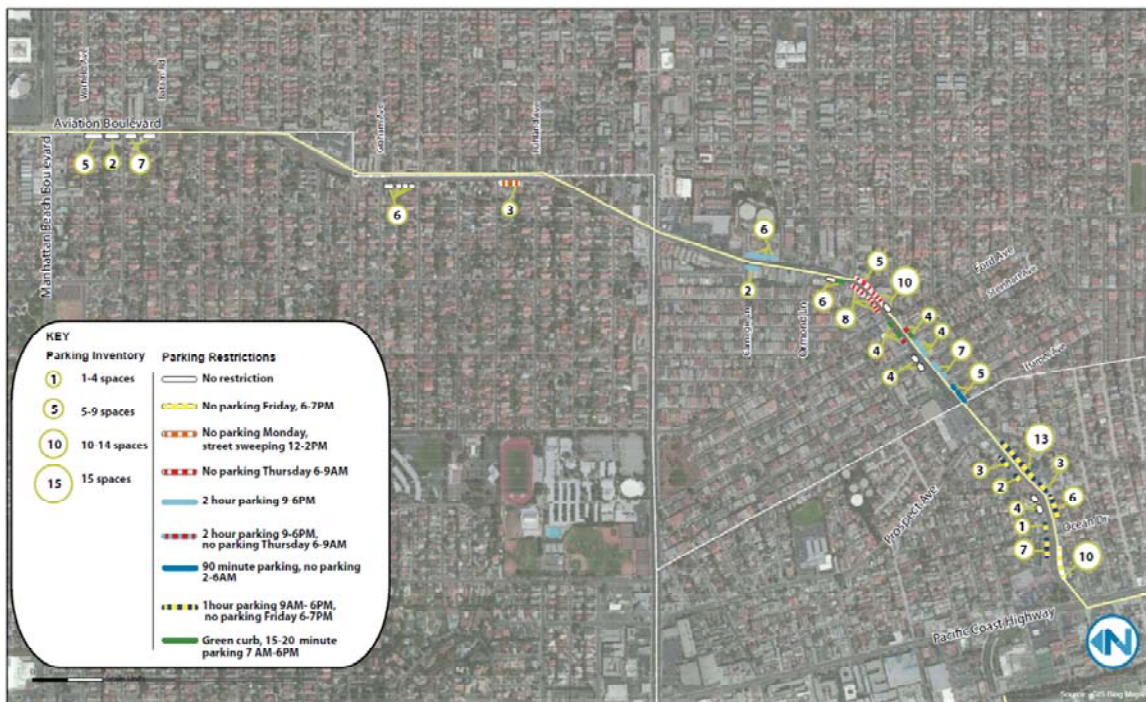 Aviation Boulevard
Manhattan Beach Boulevard
5
2
7
6
3
6
2
5
10
6
8
4
4
4
4
7
5
13
3
3
2
6
4
1
7
10
Ormond Ln
Ford Ave
Prospect Ave
Ocean Dr
Pacific Coast Highway
N
KEY
Parking Inventory
1 1-4 spaces
5 5-9 spaces
10 10-14 spaces
15 15 spaces
Parking Restrictions
No restriction
No parking Friday, 6-7PM
No parking Monday,
street sweeping 12-2PM
No parking Thursday 6-9AM
2 hour parking 9-6PM
2 hour parking 9-6PM,
no parking Thursday 6-9AM
90 minute parking, no parking
2-6AM
1hour parking 9AM- 6PM,
no parking Friday 6-7PM
Green curb, 15-20 minute
parking 7 AM-6PM